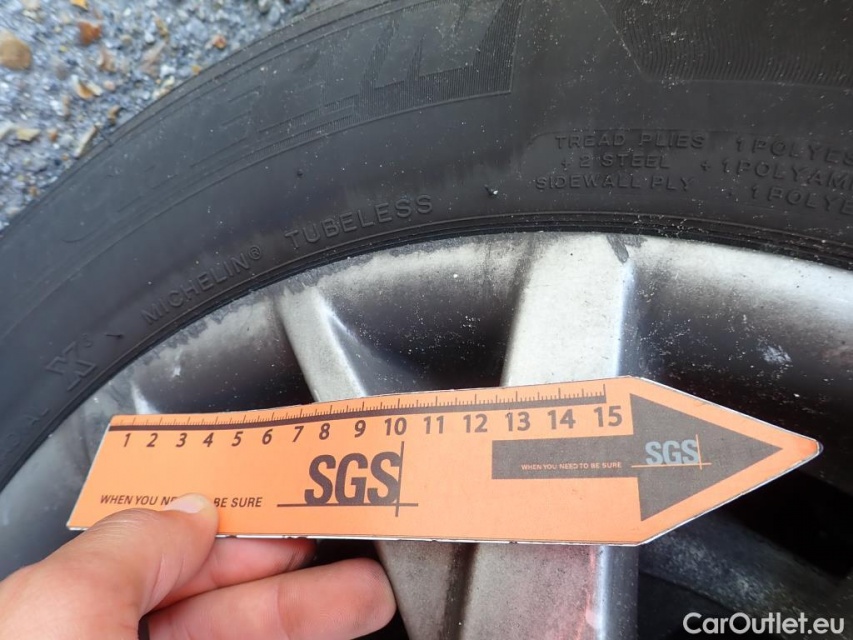 TREAD PLIES 1 POLYES
+ 2 STEEL + 1 POLYAM
SIDEWALL PLY + 1 POLYE
MICHELIN® TUBELESS
X
1 2 3 4 5 6 7 8 9 10 11 12 13 14 15
SGS
WHEN YOU NEED TO BE SURE
SGS
WHEN YOU BE SURE
CarOutlet.eu